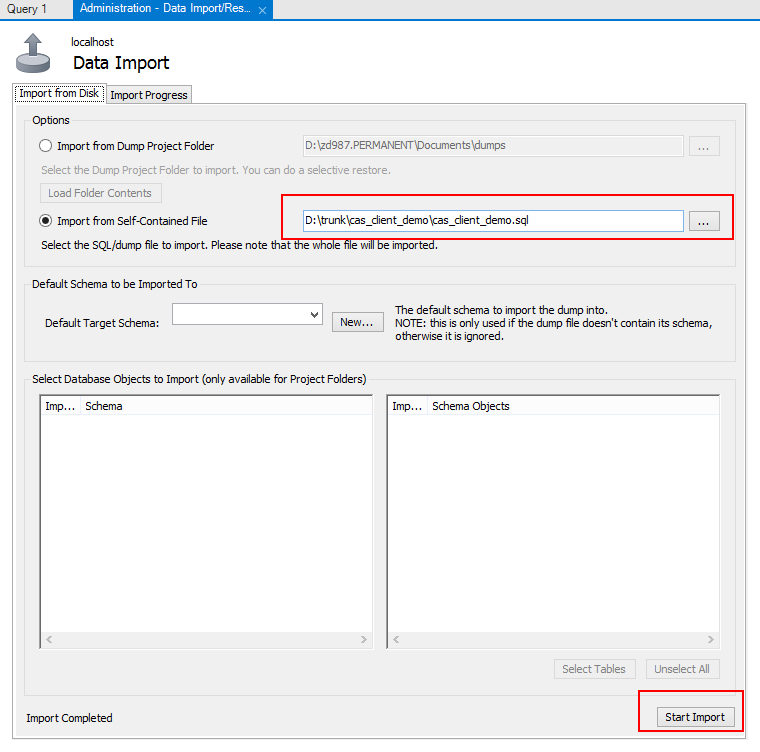 Query 1
Administration - Data Import/Res...
localhost
Data Import
Import from Disk
Import Progress
Options
Import from Dump Project Folder
D:\zd987.PERMANENT\Documents\dumps
...
Select the Dump Project Folder to import. You can do a selective restore.
Load Folder Contents
Import from Self-Contained File
D:\trunk\cas_client_demo\cas_client_demo.sql
...
Select the SQL/dump file to import. Please note that the whole file will be imported.
Default Schema to be Imported To
Default Target Schema:
New...
The default schema to import the dump into.
NOTE: this is only used if the dump file doesn't contain its schema,
otherwise it is ignored.
Select Database Objects to Import (only available for Project Folders)
Imp... Schema
Imp... Schema Objects
Select Tables
Unselect All
Import Completed
Start Import